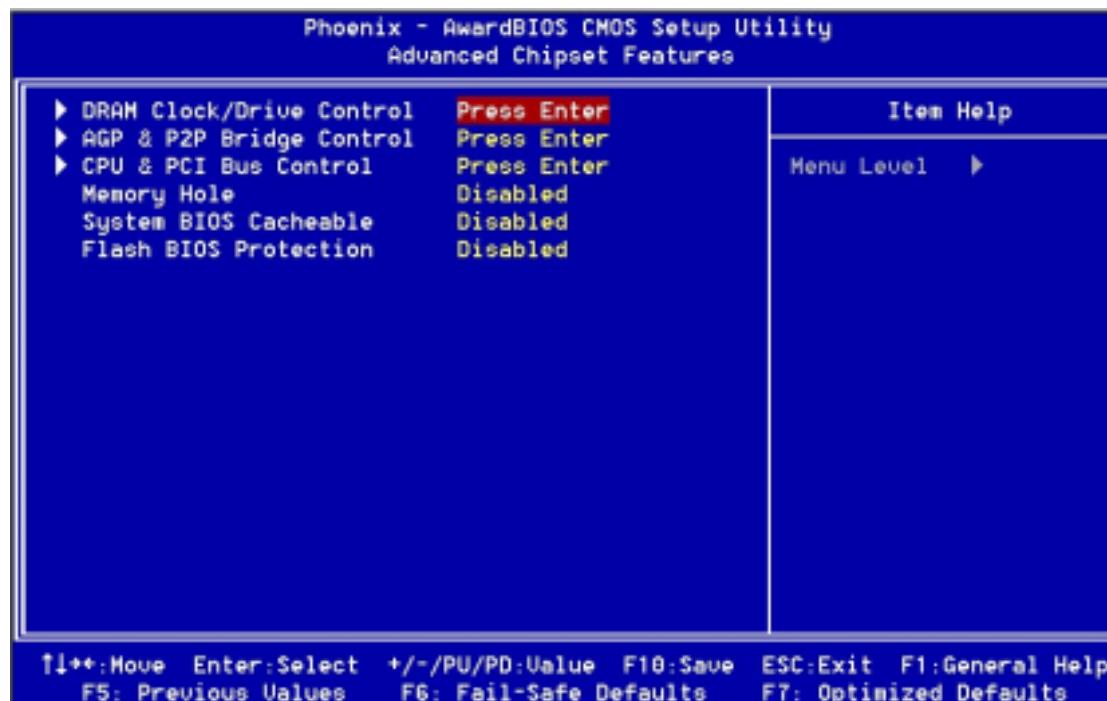 Phoenix - AwardBIOS CMOS Setup Utility
Advanced Chipset Features
DRAM Clock/Drive Control Press Enter
AGP & P2P Bridge Control Press Enter
CPU & PCI Bus Control Press Enter
Memory Hole Disabled
System BIOS Cacheable Disabled
Flash BIOS Protection Disabled
Item Help
Menu Level
↑↓↔:Move Enter:Select +/-/PU/PD:Value F10:Save ESC:Exit F1:General Help
F5: Previous Values F6: Fail-Safe Defaults F7: Optimized Defaults